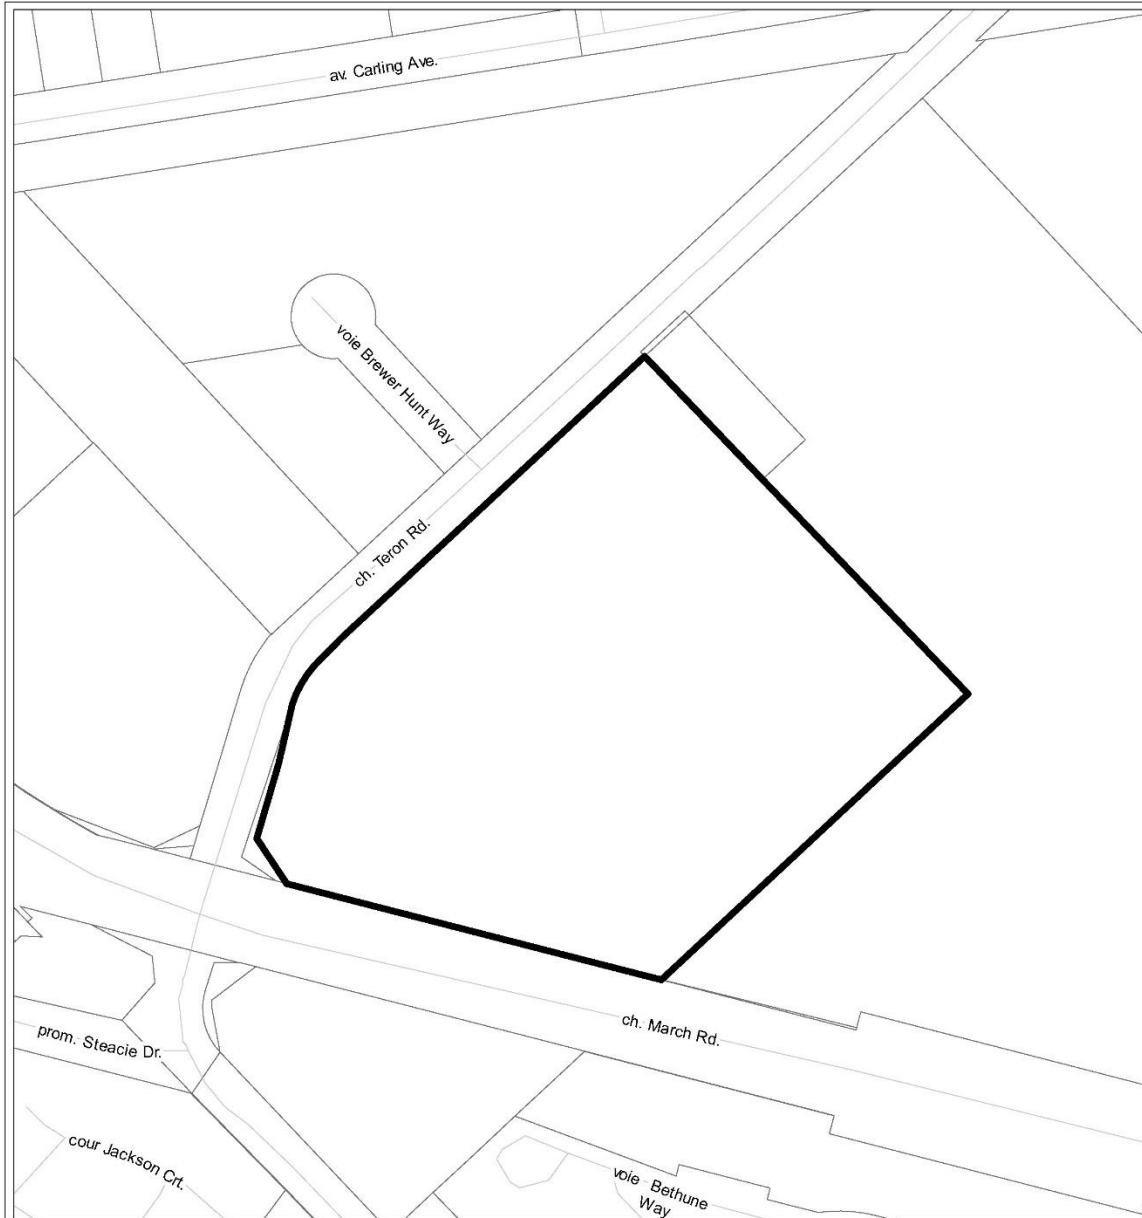 av. Carling Ave.
voie Brewer Hunt Way
ch. Teron Rd.
ch. March Rd.
prom. Steacie Dr.
cour Jackson Crt.
voie Bethune
Way